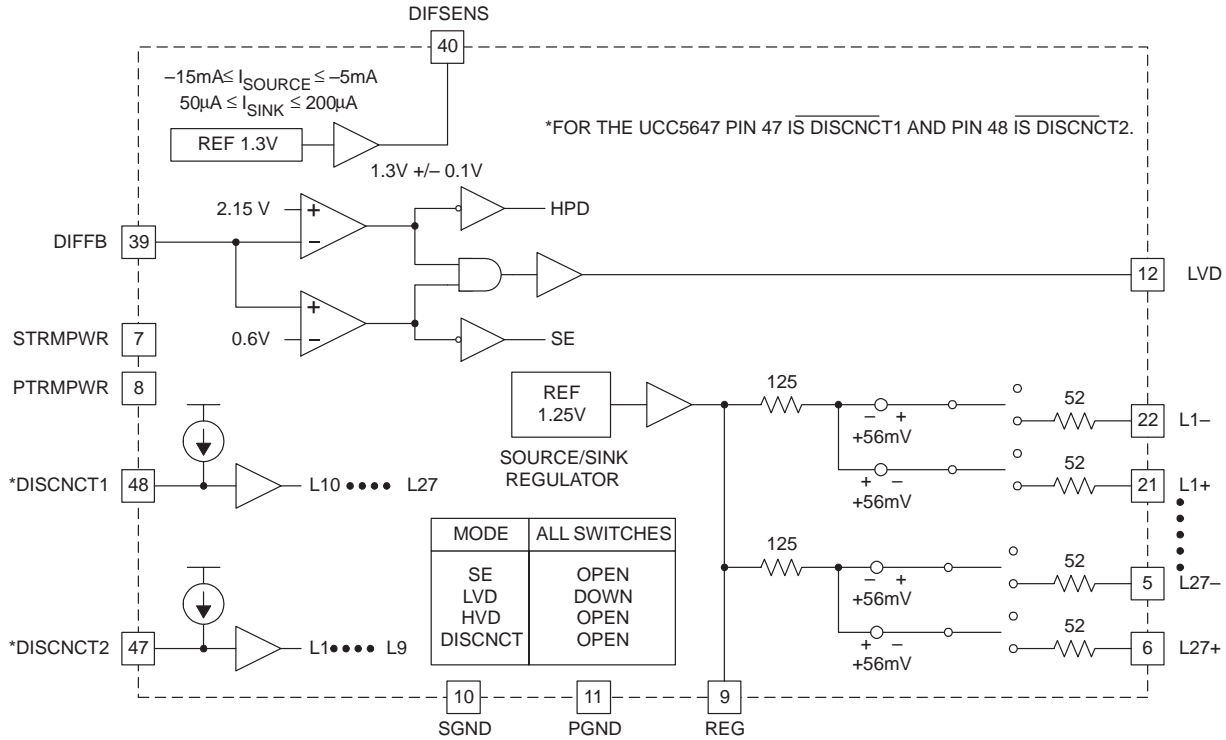 DIFSENS
40
–15mA≤ ISOURCE ≤ –5mA
50µA ≤ ISINK ≤ 200µA
*FOR THE UCC5647 PIN 47 IS DISCNCT1 AND PIN 48 IS DISCNCT2.
REF 1.3V
1.3V +/– 0.1V
2.15 V
+
–
HPD
DIFFB
39
12
LVD
+
–
0.6V
SE
STRMPWR
7
PTRMPWR
8
REF
1.25V
SOURCE/SINK
REGULATOR
125
– +
+56mV
52
22
L1–
+ –
+56mV
52
21
L1+
*DISCNCT1
48
L10
L27
MODE
ALL SWITCHES
SE
OPEN
LVD
DOWN
HVD
OPEN
DISCNCT
OPEN
125
– +
+56mV
52
5
L27–
+ –
+56mV
52
6
L27+
*DISCNCT2
47
L1
L9
10
SGND
11
PGND
9
REG